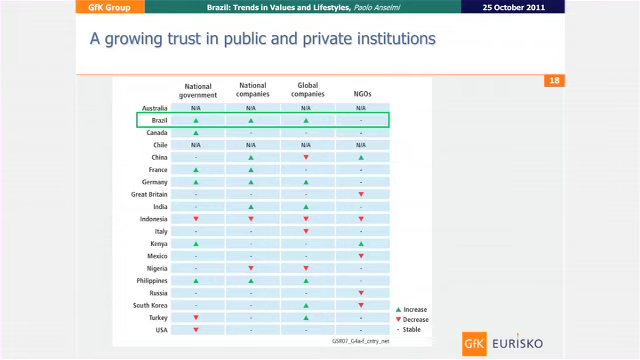 GfK Group Brazil: Trends in Values and Lifestyles, Paolo Anselmi 25 October 2011
A growing trust in public and private institutions
18
National government National companies Global companies NGOs
Australia N/A N/A N/A N/A
Brazil -
Canada - - -
Chile N/A N/A N/A N/A
China -
France - -
Germany -
Great Britain - - -
India - -
Indonesia
Italy - - -
Kenya - -
Mexico - - -
Nigeria - -
Philippines -
Russia - - -
South Korea - -
Turkey - -
USA - - -
Increase
Decrease
- Stable
GSR07_G4a-f_cntry_net
GfK EURISKO